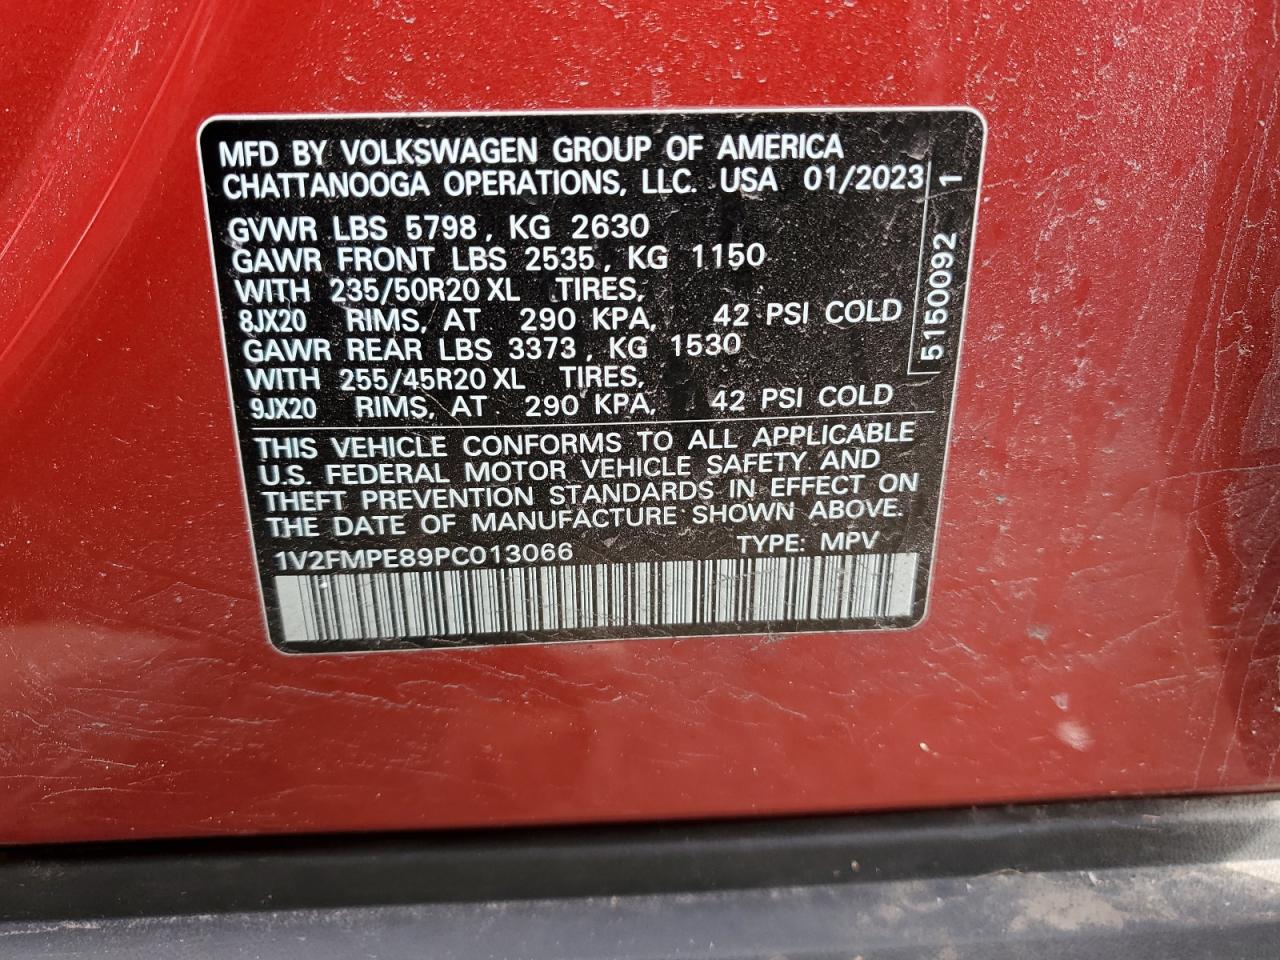 MFD BY VOLKSWAGEN GROUP OF AMERICA
CHATTANOOGA OPERATIONS, LLC. USA 01/2023
GVWR LBS 5798, KG 2630
GAWR FRONT LBS 2535, KG 1150
WITH 235/50R20 XL TIRES,
8JX20 RIMS, AT 290 KPA, 42 PSI COLD
GAWR REAR LBS 3373, KG 1530
WITH 255/45R20 XL TIRES,
9JX20 RIMS, AT 290 KPA, 42 PSI COLD
THIS VEHICLE CONFORMS TO ALL APPLICABLE
U.S. FEDERAL MOTOR VEHICLE SAFETY AND
THEFT PREVENTION STANDARDS IN EFFECT ON
THE DATE OF MANUFACTURE SHOWN ABOVE.
1V2FMPE89PC013066 TYPE: MPV
5150092 1